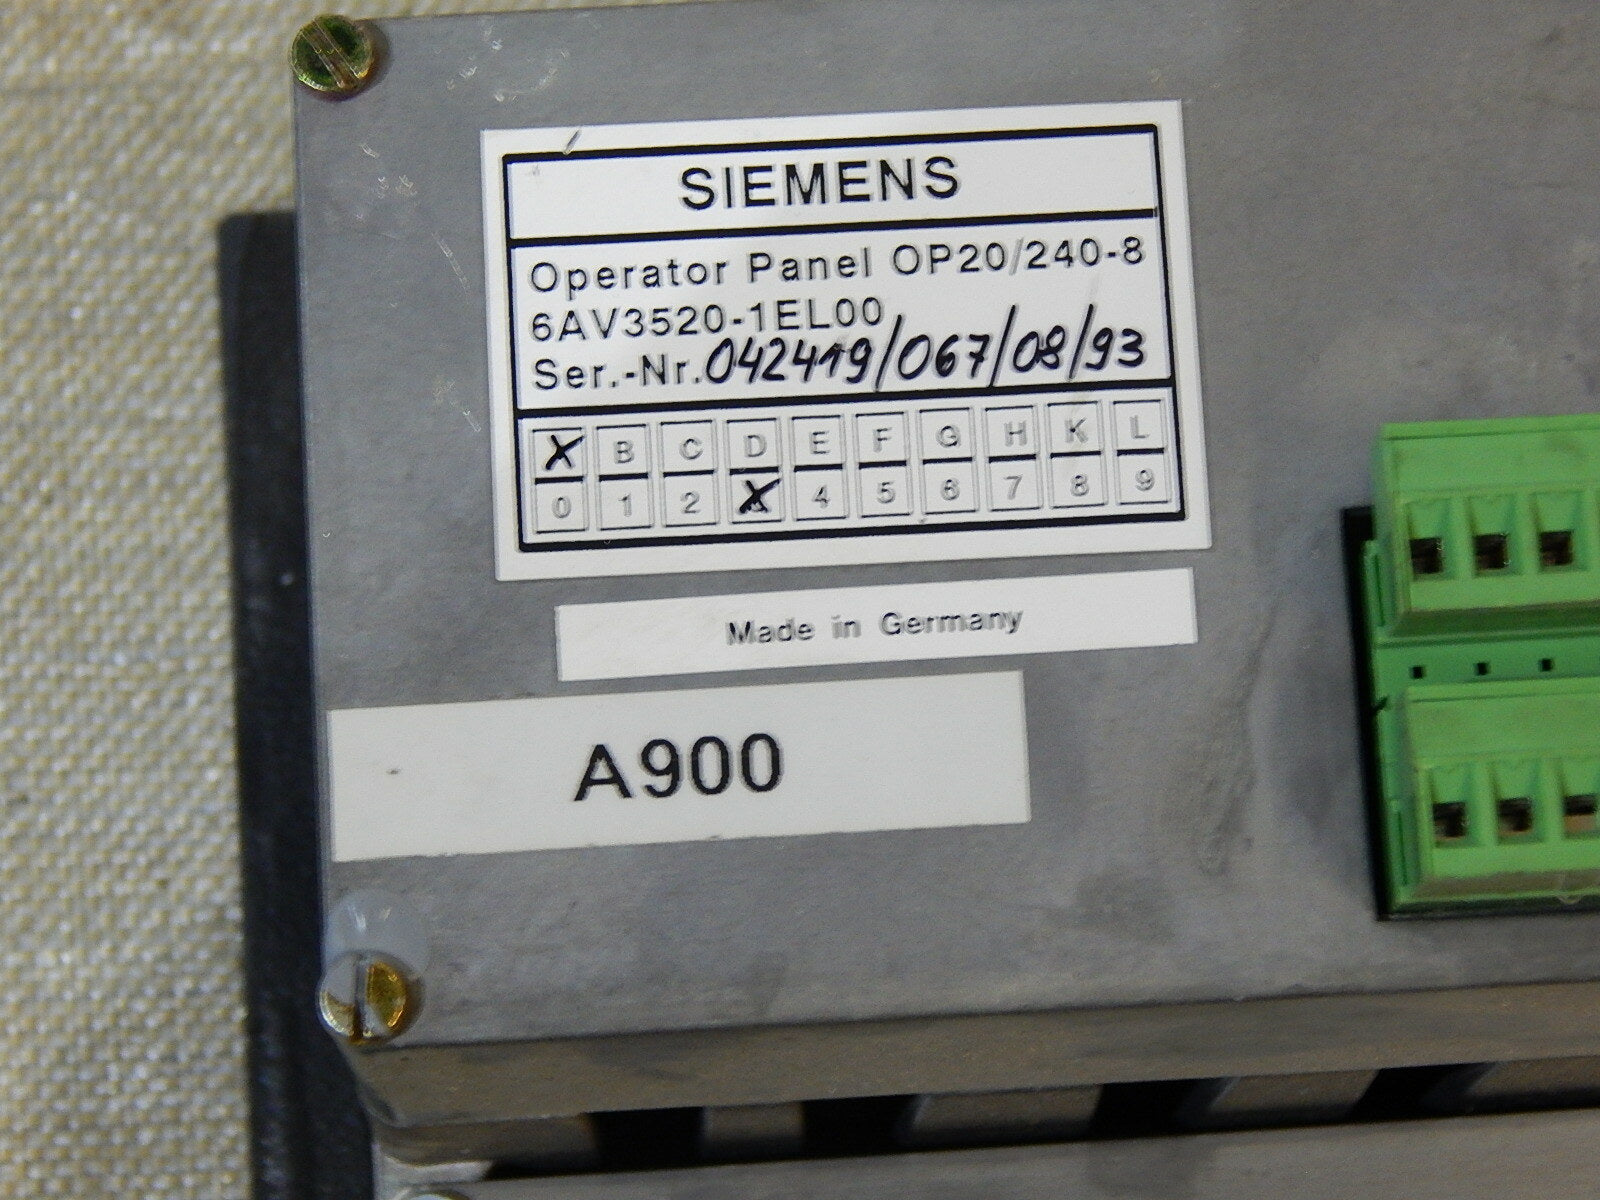 SIEMENS
Operator Panel OP20/240-8
6AV3520-1EL00
Ser.-Nr. 042419/067/08/93
X B C D E F G H K L
0 1 2 X 4 5 6 7 8 9
Made in Germany
A900